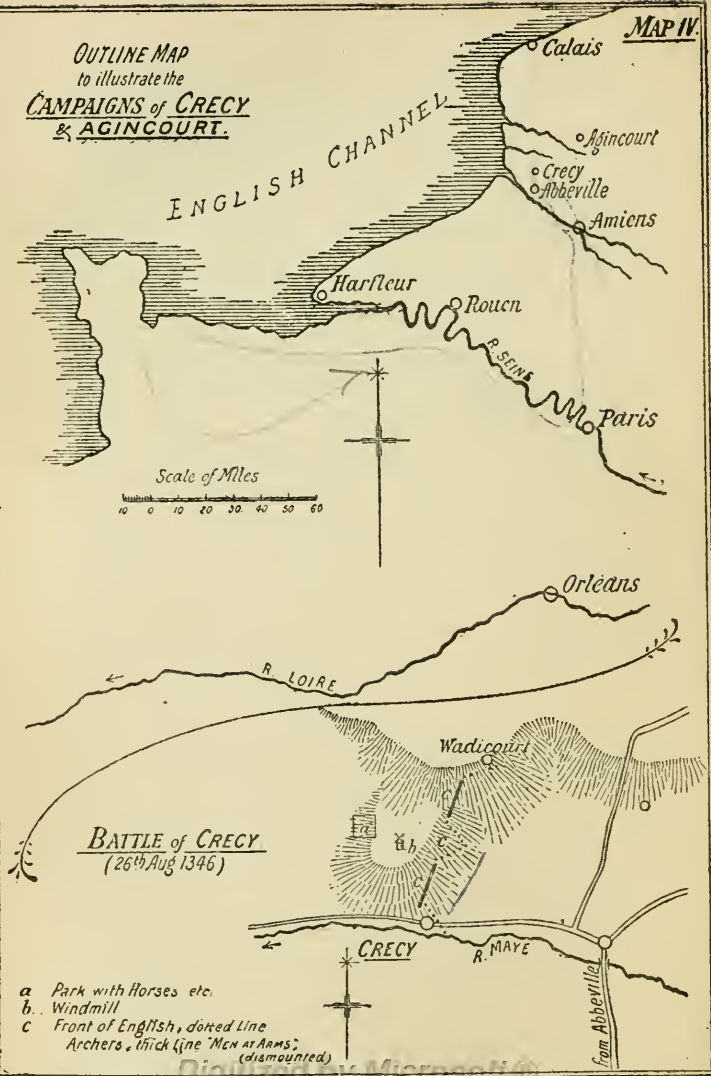 MAP IV.
OUTLINE MAP
to illustrate the
CAMPAIGNS of CRECY
& AGINCOURT.
ENGLISH CHANNEL
Calais
Agincourt
Crecy
Abbeville
Amiens
Harfleur
Rouen
R. SEINE
Paris
Scale of Miles
10 0 10 20 30 40 50 60
Orléans
R. LOIRE
Wadicourt
BATTLE of CRECY
(26th Aug 1346)
a
b
c
c
c
CRECY
R. MAYE
from Abbeville
a Park with Horses etc.
b. Windmill
c Front of English, dotted line
Archers, thick line "MEN AT ARMS",
(dismounted)
Digitized by Microsoft®